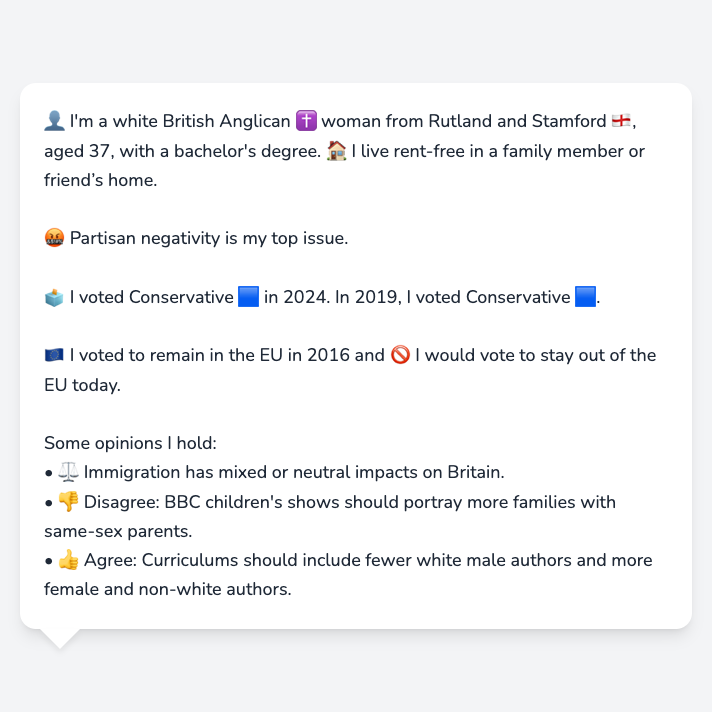 👤 I'm a white British Anglican ✝️ woman from Rutland and Stamford 🏴󠁧󠁢󠁥󠁮󠁧󠁿,
aged 37, with a bachelor's degree. 🏠 I live rent-free in a family member or
friend’s home.
🤬 Partisan negativity is my top issue.
🗳️ I voted Conservative 🟦 in 2024. In 2019, I voted Conservative 🟦.
🇪🇺 I voted to remain in the EU in 2016 and 🚫 I would vote to stay out of the
EU today.
Some opinions I hold:
• ⚖️ Immigration has mixed or neutral impacts on Britain.
• 👎 Disagree: BBC children's shows should portray more families with
same-sex parents.
• 👍 Agree: Curriculums should include fewer white male authors and more
female and non-white authors.